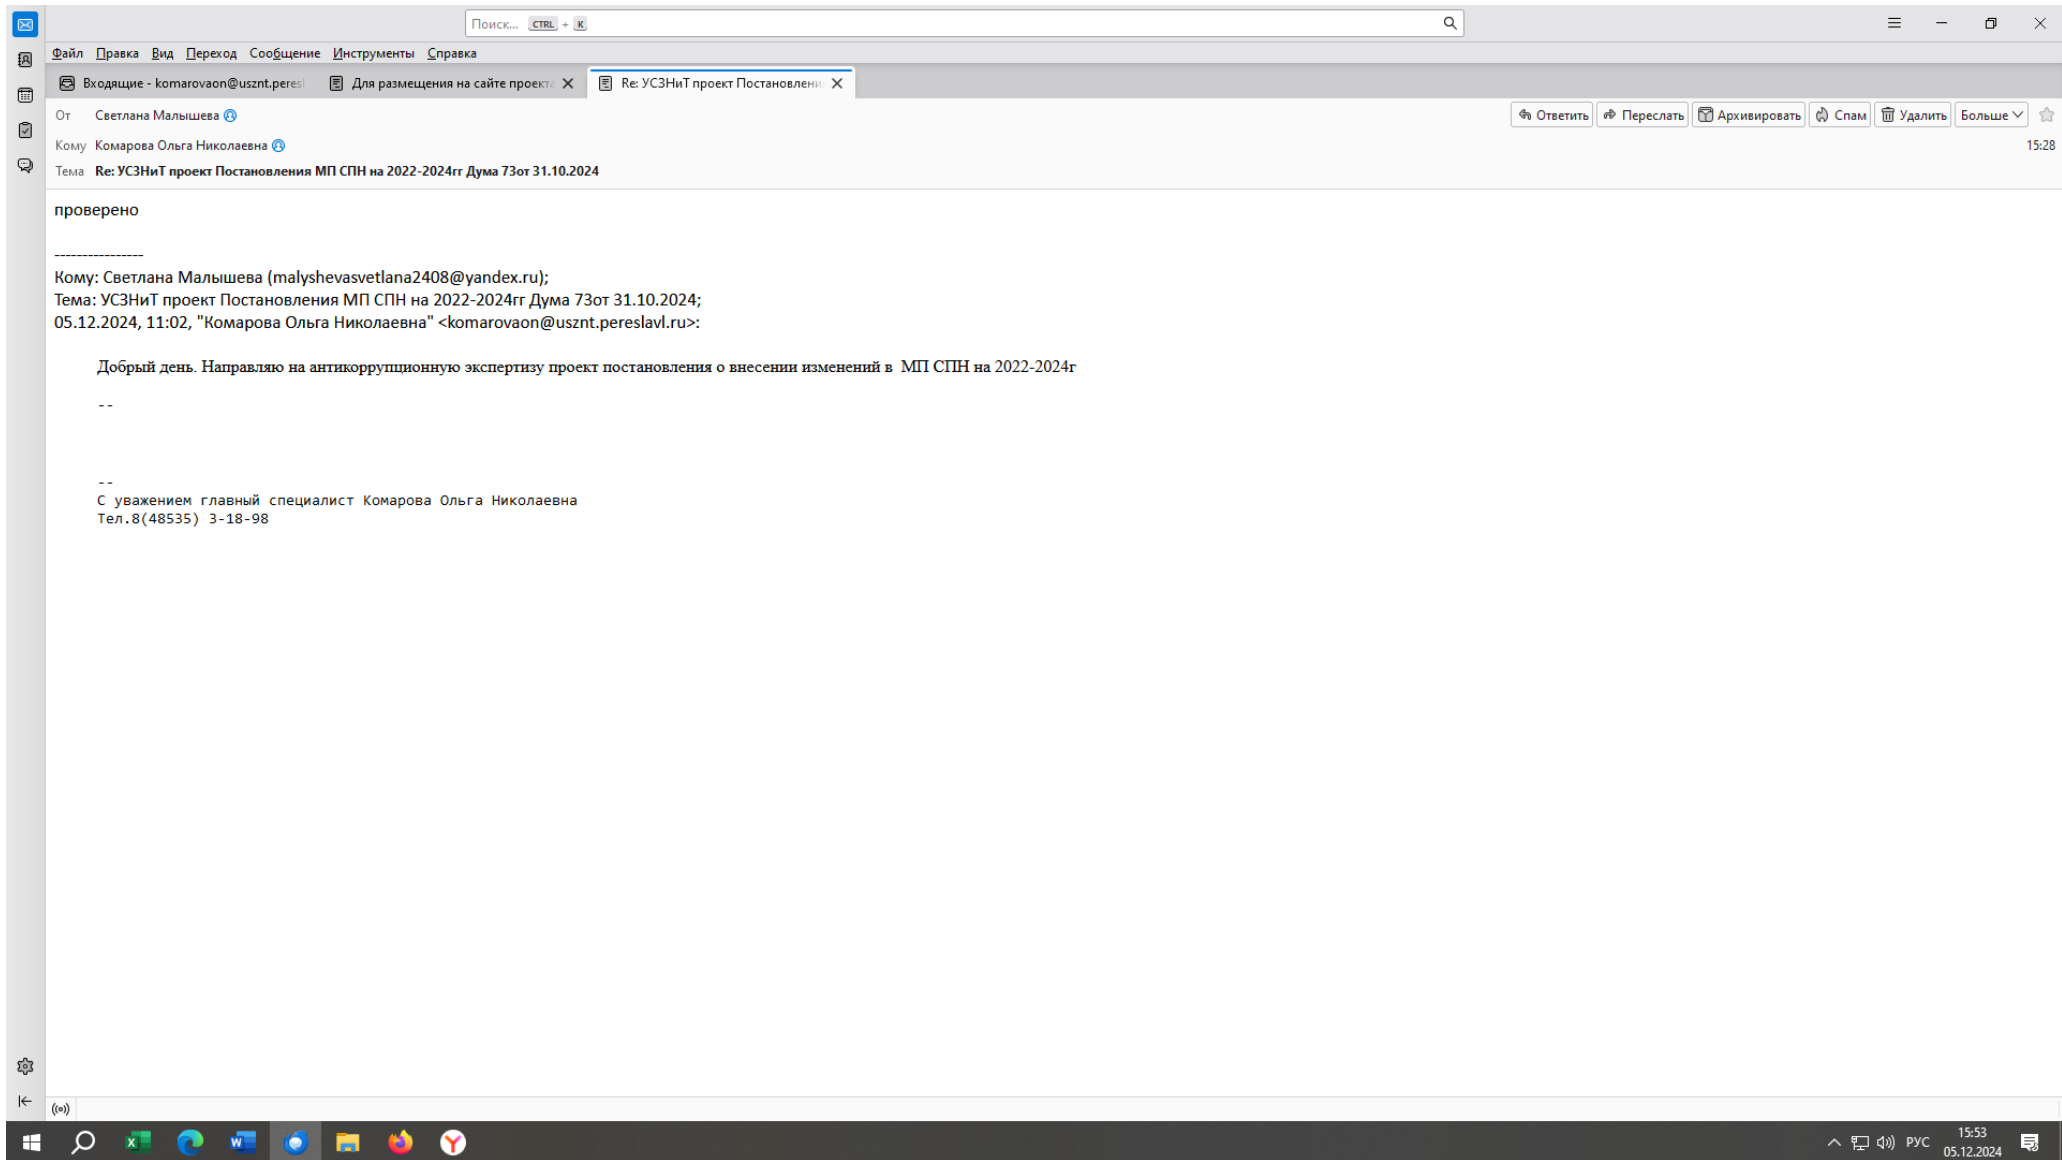 Поиск... CTRL + K
Файл Правка Вид Переход Сообщение Инструменты Справка
Входящие - komarovaon@usznt.peres Для размещения на сайте проекта Re: УСЗНиТ проект Постановлени
От Светлана Малышева Ответить Переслать Архивировать Спам Удалить Больше
Кому Комарова Ольга Николаевна 15:28
Тема Re: УСЗНиТ проект Постановления МП СПН на 2022-2024гг Дума 73от 31.10.2024
проверено
----------------
Кому: Светлана Малышева (malyshevasvetlana2408@yandex.ru);
Тема: УСЗНиТ проект Постановления МП СПН на 2022-2024гг Дума 73от 31.10.2024;
05.12.2024, 11:02, "Комарова Ольга Николаевна" <komarovaon@usznt.pereslavl.ru>:
Добрый день. Направляю на антикоррупционную экспертизу проект постановления о внесении изменений в МП СПН на 2022-2024г
--
--
С уважением главный специалист Комарова Ольга Николаевна
Тел.8(48535) 3-18-98
РУС 15:53
05.12.2024